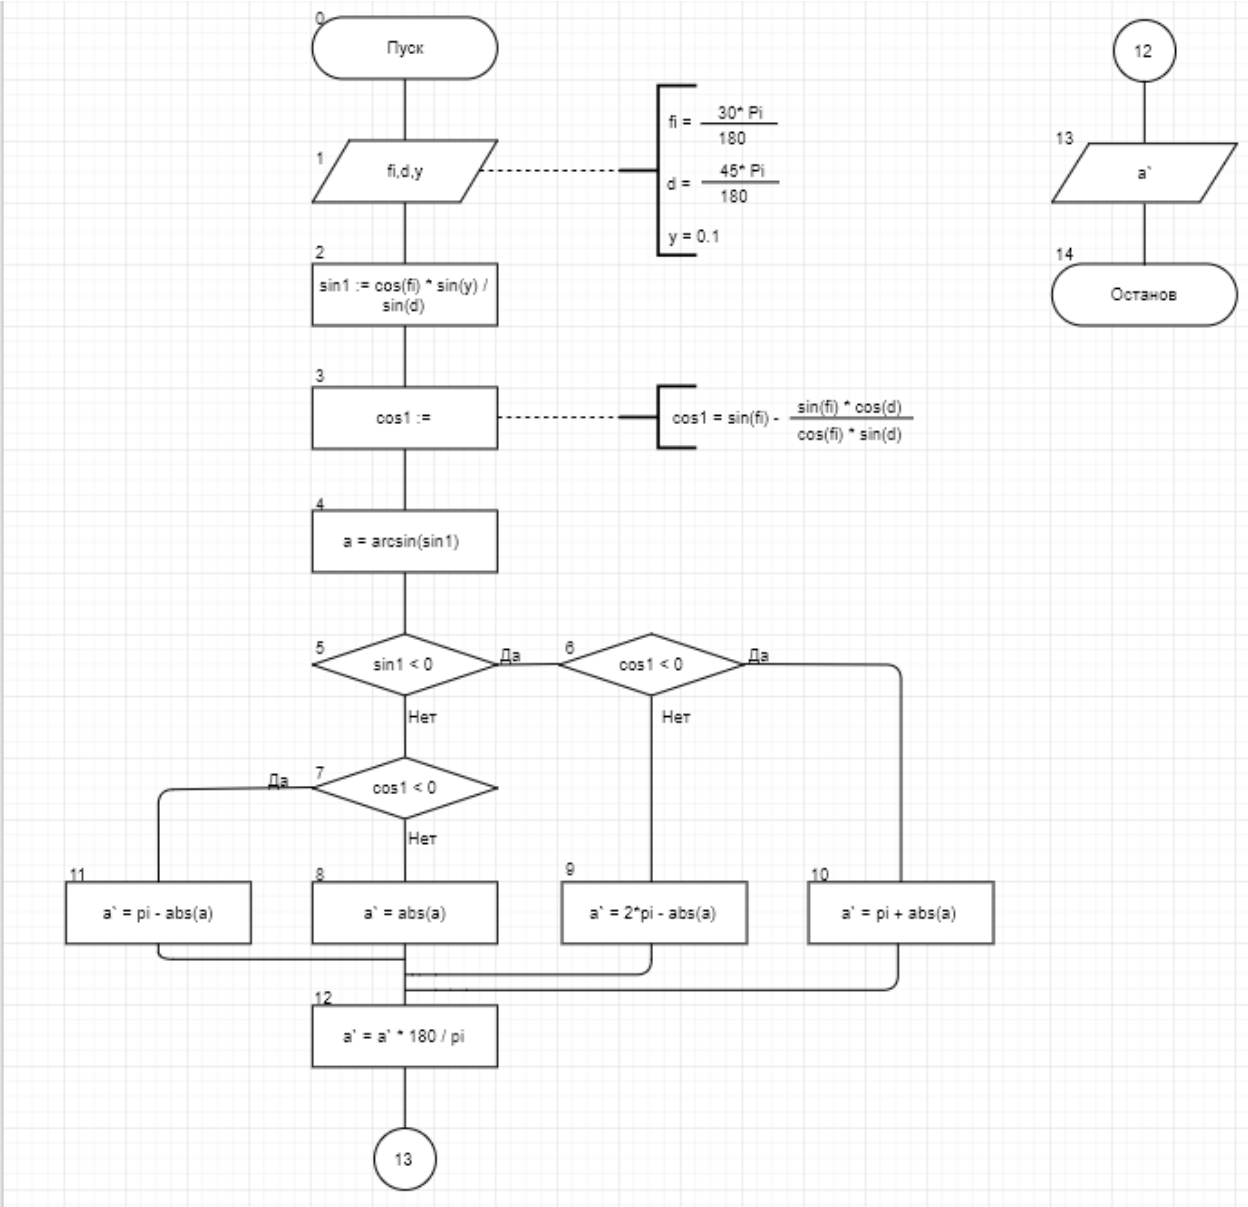 0
Пуск
1
fi,d,y
fi = 30* Pi
180
d = 45* Pi
180
y = 0.1
2
sin1 := cos(fi) * sin(y) /
sin(d)
3
cos1 :=
cos1 = sin(fi) - sin(fi) * cos(d)
cos(fi) * sin(d)
4
a = arcsin(sin1)
5
sin1 < 0
Да
Нет
6
cos1 < 0
Да
Нет
7
cos1 < 0
Да
Нет
11
a` = pi - abs(a)
8
a` = abs(a)
9
a` = 2*pi - abs(a)
10
a` = pi + abs(a)
12
a` = a` * 180 / pi
13
12
13
a`
14
Останов